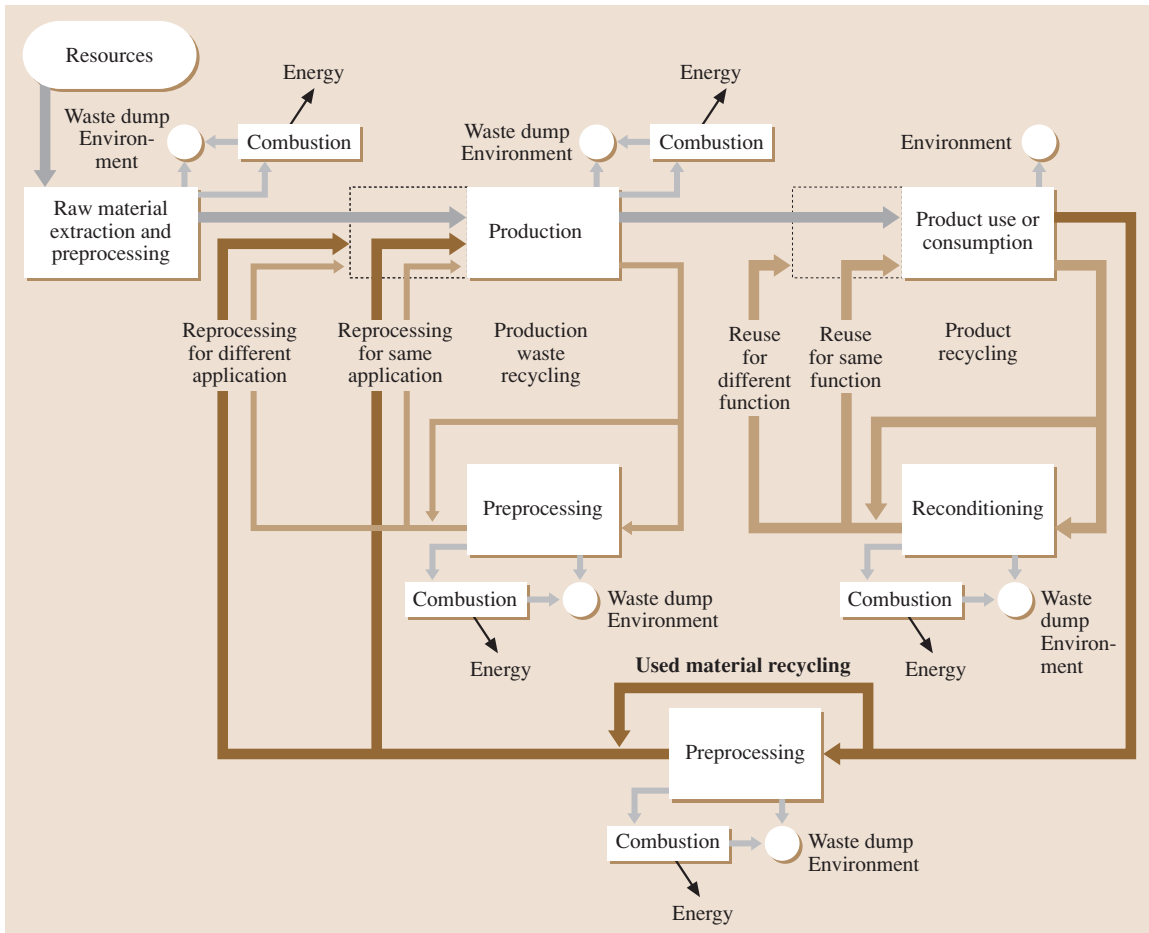 Resources
Energy
Energy
Waste dump
Environ-
ment
Combustion
Waste dump
Environment
Combustion
Environment
Raw material
extraction and
preprocessing
Production
Product use or
consumption
Reprocessing
for different
application
Reprocessing
for same
application
Production
waste
recycling
Reuse
for
different
function
Reuse
for same
function
Product
recycling
Preprocessing
Reconditioning
Combustion
Waste dump
Environment
Energy
Combustion
Waste
dump
Environ-
ment
Energy
Used material recycling
Preprocessing
Combustion
Waste dump
Environment
Energy